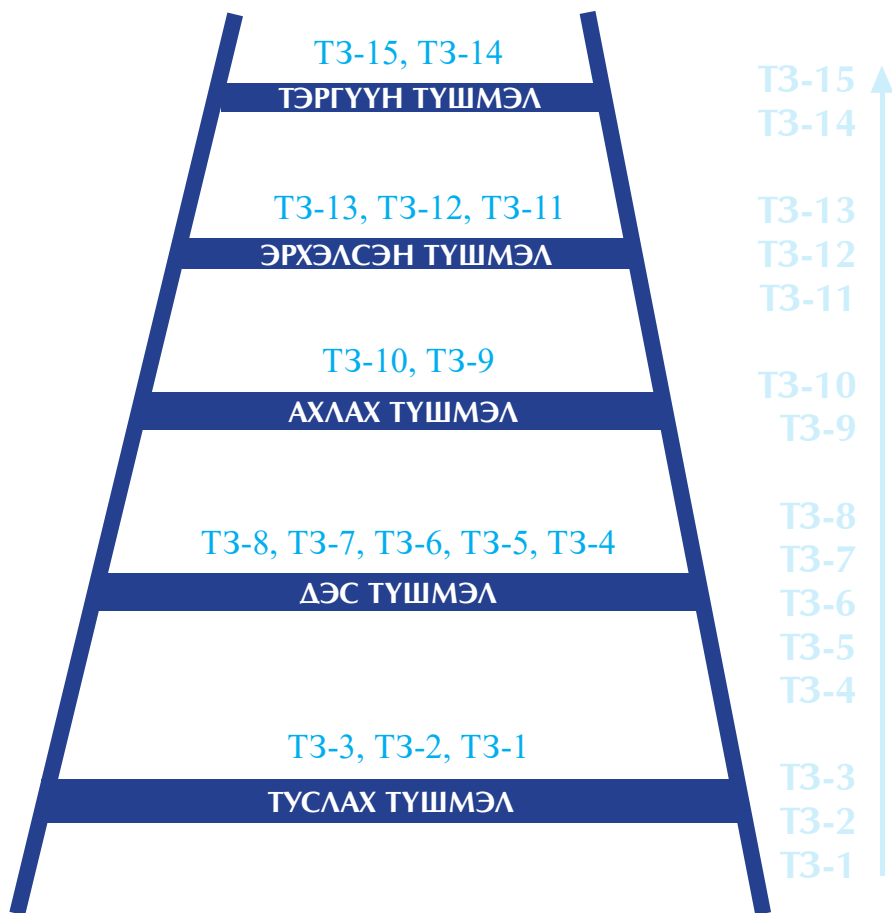 ТЗ-15, ТЗ-14
ТЭРГҮҮН ТҮШМЭЛ
ТЗ-13, ТЗ-12, ТЗ-11
ЭРХЭЛСЭН ТҮШМЭЛ
ТЗ-10, ТЗ-9
АХЛАХ ТҮШМЭЛ
ТЗ-8, ТЗ-7, ТЗ-6, ТЗ-5, ТЗ-4
ДЭС ТҮШМЭЛ
ТЗ-3, ТЗ-2, ТЗ-1
ТУСЛАХ ТҮШМЭЛ
ТЗ-15
ТЗ-14
ТЗ-13
ТЗ-12
ТЗ-11
ТЗ-10
ТЗ-9
ТЗ-8
ТЗ-7
ТЗ-6
ТЗ-5
ТЗ-4
ТЗ-3
ТЗ-2
ТЗ-1